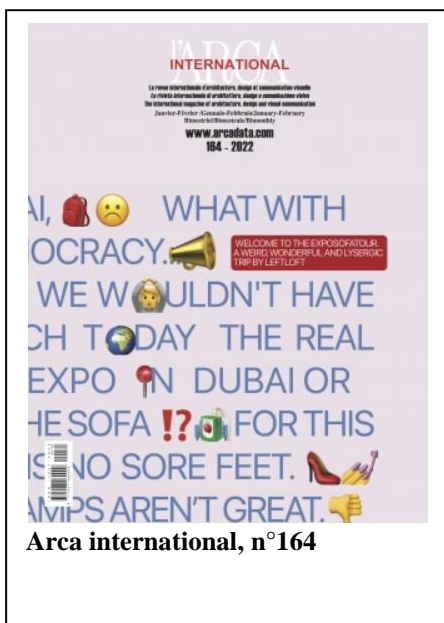 l'ARCA
INTERNATIONAL
La revue internationale d'architecture, design et communication visuelle
La rivista internazionale di architettura, design e comunicazione visiva
The international magazine of architecture, design and visual communication
Janvier-Février /Gennaio-Febbraio/January-February
Bimestriel/Bimestrale/Bimonthly
www.arcadata.com
164 - 2022
AI, 🎒☹️ WHAT WITH
OCRACY...📣
WELCOME TO THE EXPOSOFATOUR.
A WEIRD, WONDERFUL AND LYSERGIC
TRIP BY LEFTLOFT
WE W🙆ULDN'T HAVE
CH T🌍DAY THE REAL
EXPO 📍N DUBAI OR
HE SOFA ⁉️ FOR THIS
IS NO SORE FEET. 👠💅
AMPS AREN'T GREAT. 👎
Arca international, n°164